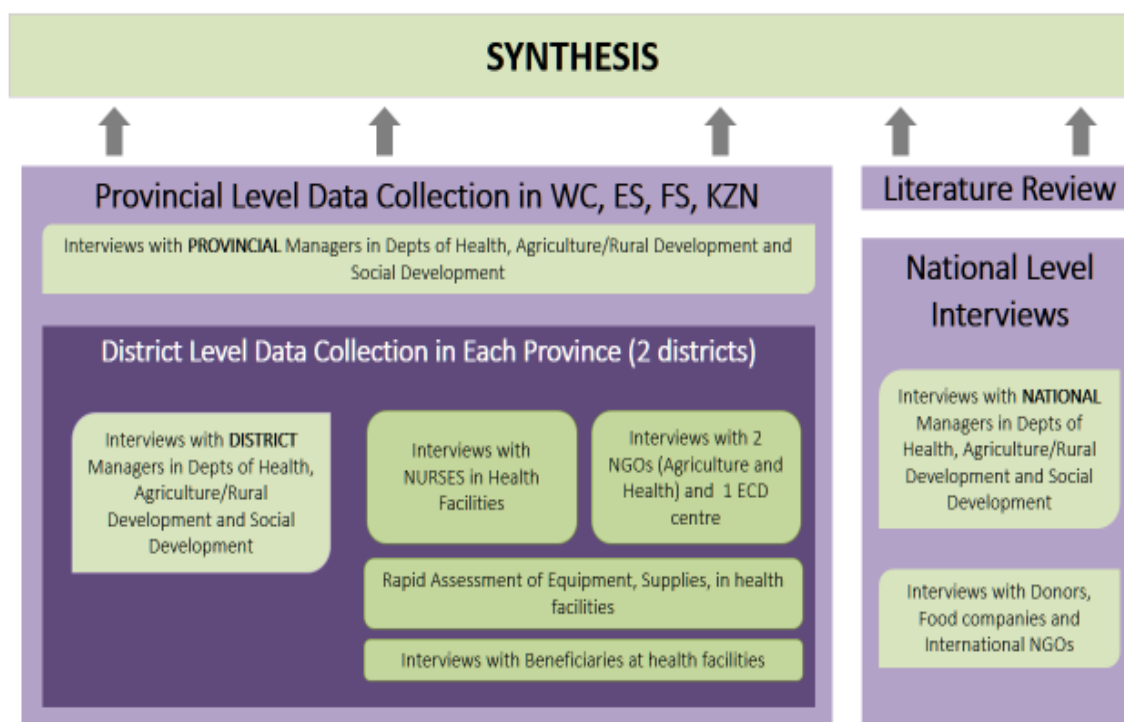 SYNTHESIS
Provincial Level Data Collection in WC, ES, FS, KZN
Interviews with PROVINCIAL Managers in Depts of Health, Agriculture/Rural Development and
Social Development
District Level Data Collection in Each Province (2 districts)
Interviews with DISTRICT
Managers in Depts of Health,
Agriculture/Rural
Development and Social
Development
Interviews with
NURSES in Health
Facilities
Interviews with 2
NGOs (Agriculture and
Health) and 1 ECD
centre
Rapid Assessment of Equipment, Supplies, in health
facilities
Interviews with Beneficiaries at health facilities
Literature Review
National Level
Interviews
Interviews with NATIONAL
Managers in Depts of
Health, Agriculture/Rural
Development and Social
Development
Interviews with Donors,
Food companies and
International NGOs